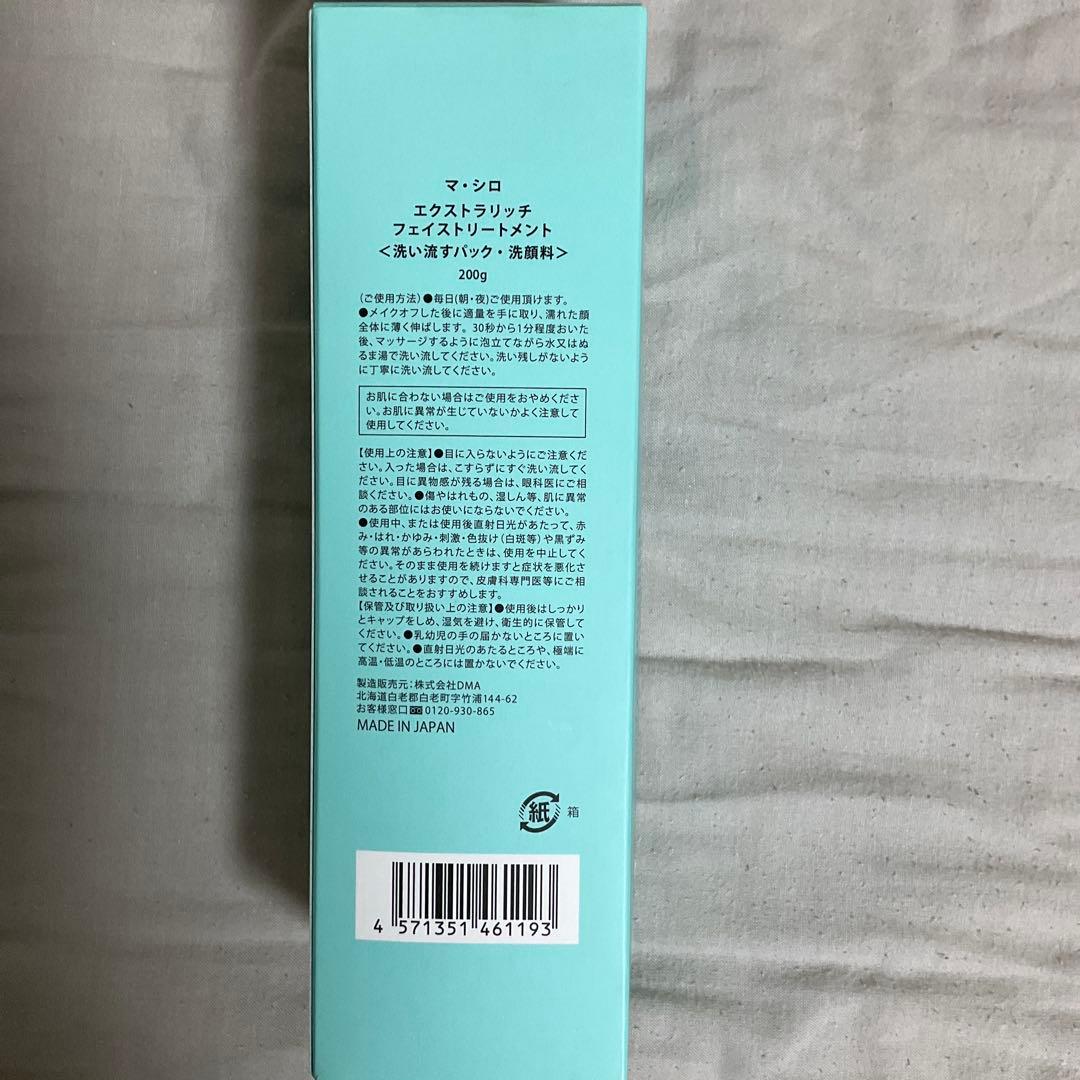 マ・シロ
エクストラリッチ
フェイストリートメント
＜洗い流すパック・洗顔料＞
200g
(ご使用方法)●毎日(朝・夜)ご使用頂けます。
●メイクオフした後に適量を手に取り、濡れた顔
全体に薄く伸ばします。30秒から1分程度おいた
後、マッサージするように泡立てながら水又はぬ
るま湯で洗い流してください。洗い残しがないよう
に丁寧に洗い流してください。
お肌に合わない場合はご使用をおやめくださ
い。お肌に異常が生じていないかよく注意して
使用してください。
【使用上の注意】●目に入らないようにご注意くだ
さい。入った場合は、こすらずにすぐ洗い流してく
ださい。目に異物感が残る場合は、眼科医にご相
談ください。●傷やはれもの、湿しん等、肌に異常
のある部位にはお使いにならないでください。
●使用中、または使用後直射日光があたって、赤
み・はれ・かゆみ・刺激・色抜け(白斑等)や黒ずみ
等の異常があらわれたときは、使用を中止してく
ださい。そのまま使用を続けますと症状を悪化さ
せることがありますので、皮膚科専門医等にご相
談されることをおすすめします。
【保管及び取り扱い上の注意】●使用後はしっかり
とキャップをしめ、湿気を避け、衛生的に保管して
ください。●乳幼児の手の届かないところに置い
てください。●直射日光のあたるところや、極端に
高温・低温のところには置かないでください。
製造販売元：株式会社DMA
北海道白老郡白老町字竹浦144-62
お客様窓口 0120-930-865
MADE IN JAPAN
紙 箱
4 571351 461193